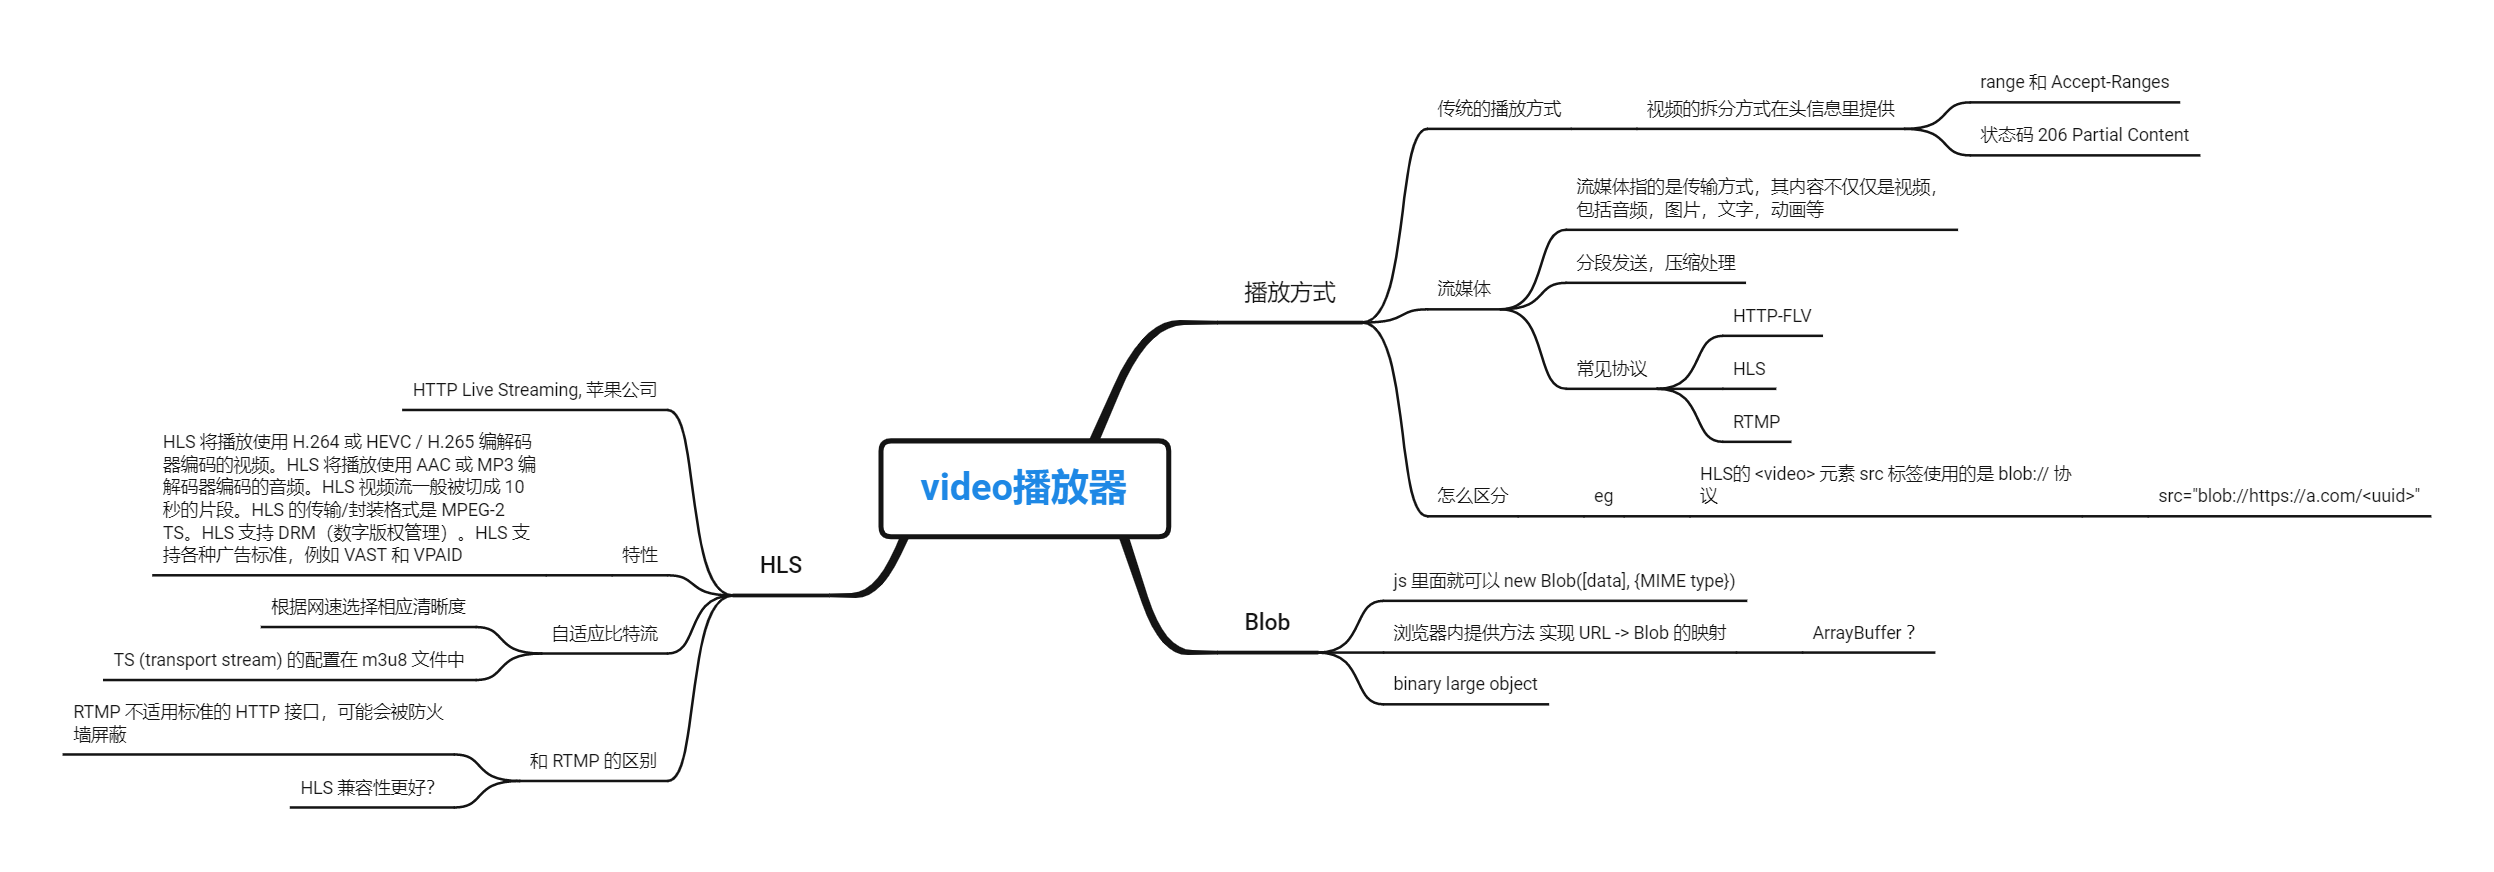 video播放器
播放方式
传统的播放方式
视频的拆分方式在头信息里提供
range 和 Accept-Ranges
状态码 206 Partial Content
流媒体
流媒体指的是传输方式，其内容不仅仅是视频，
包括音频，图片，文字，动画等
分段发送，压缩处理
常见协议
HTTP-FLV
HLS
RTMP
怎么区分
eg
HLS的 <video> 元素 src 标签使用的是 blob:// 协
议
src="blob://https://a.com/<uuid>"
Blob
js 里面就可以 new Blob([data], {MIME type})
浏览器内提供方法 实现 URL -> Blob 的映射
ArrayBuffer ？
binary large object
HLS
HTTP Live Streaming, 苹果公司
特性
HLS 将播放使用 H.264 或 HEVC / H.265 编解码
器编码的视频。HLS 将播放使用 AAC 或 MP3 编
解码器编码的音频。HLS 视频流一般被切成 10
秒的片段。HLS 的传输/封装格式是 MPEG-2
TS。HLS 支持 DRM（数字版权管理）。HLS 支
持各种广告标准，例如 VAST 和 VPAID
自适应比特流
根据网速选择相应清晰度
TS (transport stream) 的配置在 m3u8 文件中
和 RTMP 的区别
RTMP 不适用标准的 HTTP 接口，可能会被防火
墙屏蔽
HLS 兼容性更好？